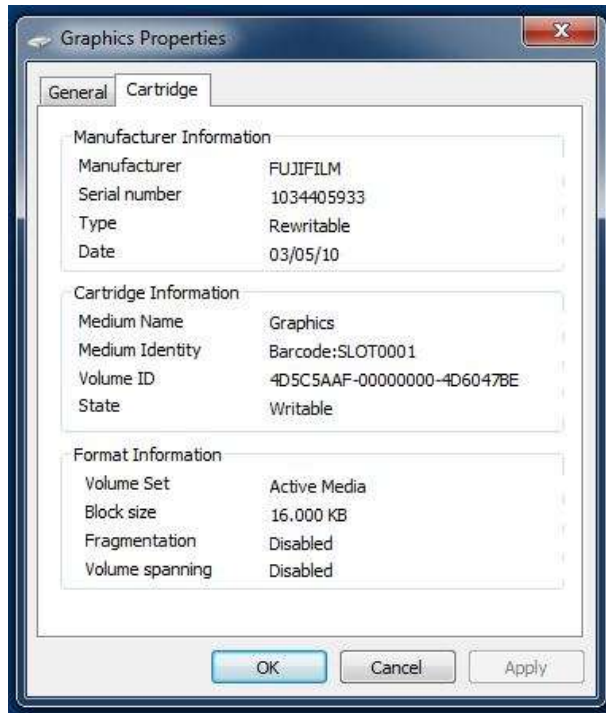 Graphics Properties
General Cartridge
Manufacturer Information
Manufacturer FUJIFILM
Serial number 1034405933
Type Rewritable
Date 03/05/10
Cartridge Information
Medium Name Graphics
Medium Identity Barcode:SLOT0001
Volume ID 4D5C5AAF-00000000-4D6047BE
State Writable
Format Information
Volume Set Active Media
Block size 16.000 KB
Fragmentation Disabled
Volume spanning Disabled
OK Cancel Apply